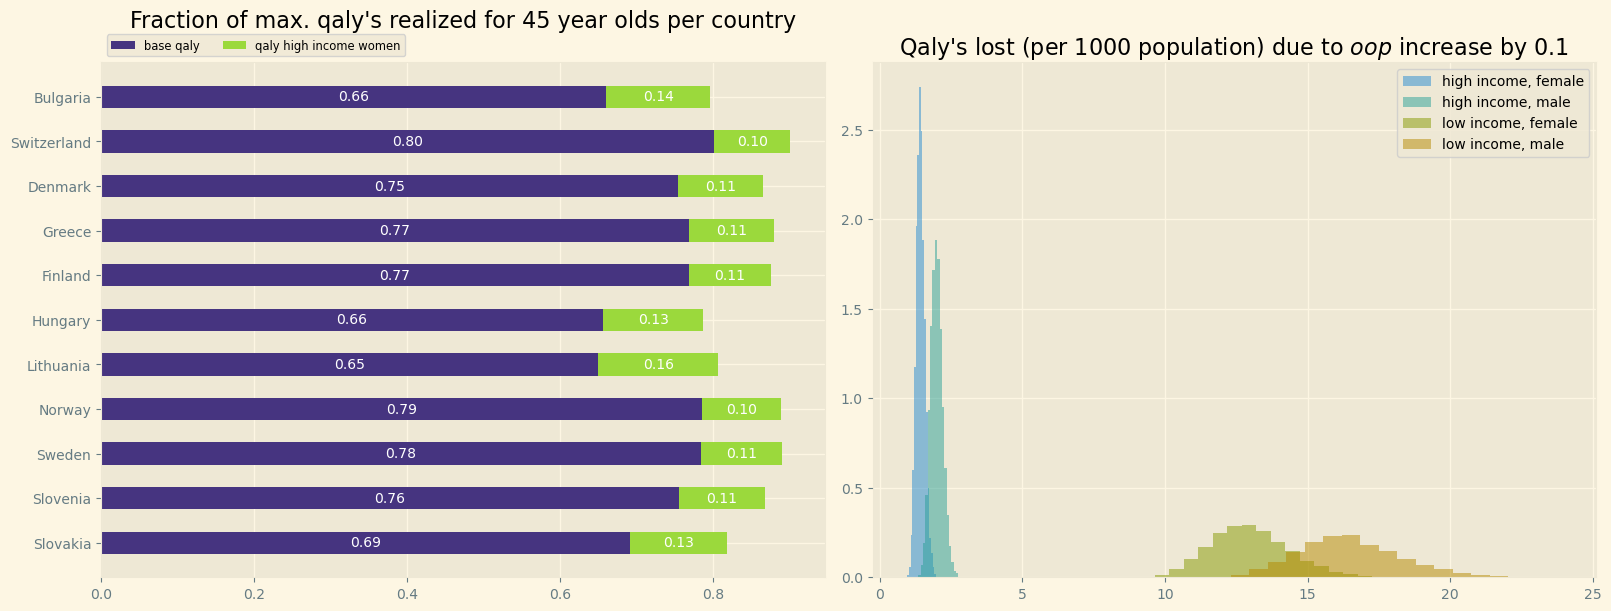 Fraction of max. qaly's realized for 45 year olds per country
base qaly
qaly high income women
Bulgaria 0.66 0.14
Switzerland 0.80 0.10
Denmark 0.75 0.11
Greece 0.77 0.11
Finland 0.77 0.11
Hungary 0.66 0.13
Lithuania 0.65 0.16
Norway 0.79 0.10
Sweden 0.78 0.11
Slovenia 0.76 0.11
Slovakia 0.69 0.13
0.0 0.2 0.4 0.6 0.8
Qaly's lost (per 1000 population) due to oop increase by 0.1
high income, female
high income, male
low income, female
low income, male
2.5
2.0
1.5
1.0
0.5
0.0
0 5 10 15 20 25